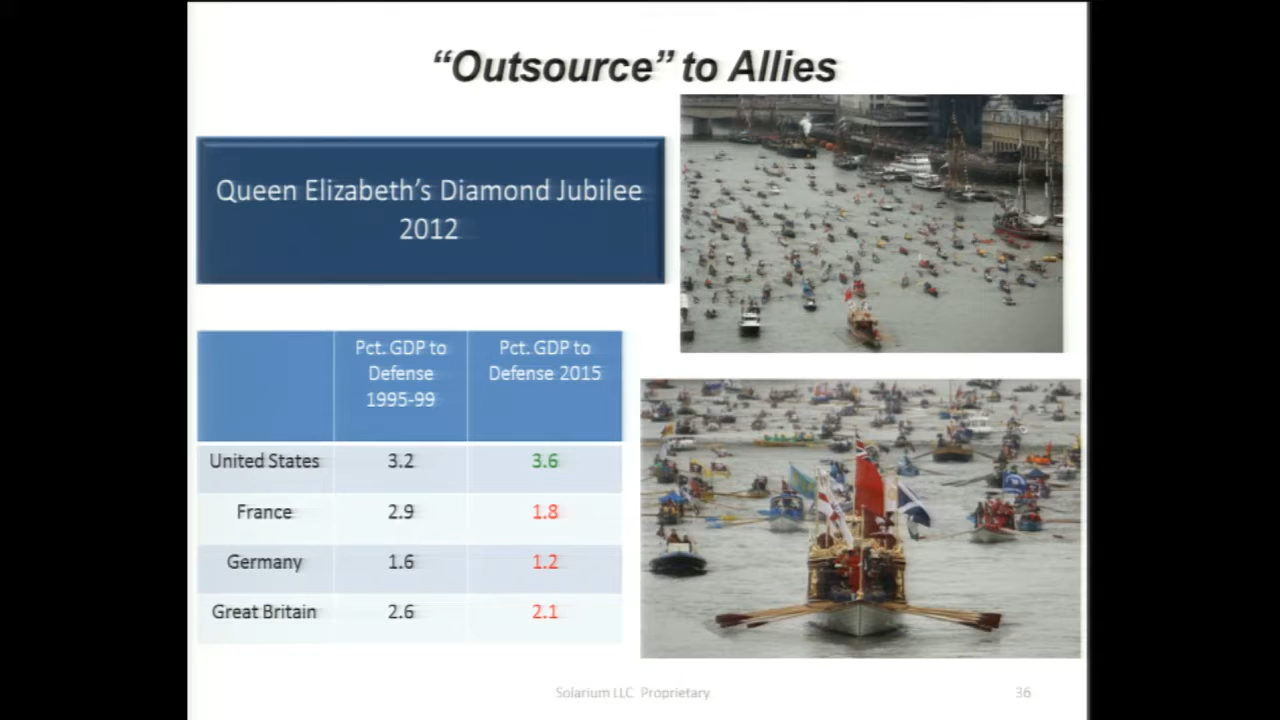 “Outsource” to Allies
Queen Elizabeth’s Diamond Jubilee
2012
Pct. GDP to
Defense
1995-99
Pct. GDP to
Defense 2015
United States 3.2 3.6
France 2.9 1.8
Germany 1.6 1.2
Great Britain 2.6 2.1
Solarium LLC Proprietary 36